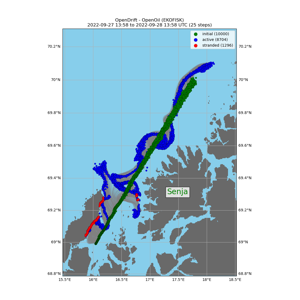 OpenDrift - OpenOil (EKOFISK)
2022-09-27 13:58 to 2022-09-28 13:58 UTC (25 steps)
initial (10000)
active (8704)
stranded (1296)
70.2°N
70.2°N
70°N
70°N
69.8°N
69.8°N
69.6°N
69.6°N
69.4°N
69.4°N
Senja
69.2°N
69.2°N
69°N
69°N
68.8°N
68.8°N
15.5°E 16°E 16.5°E 17°E 17.5°E 18°E 18.5°E